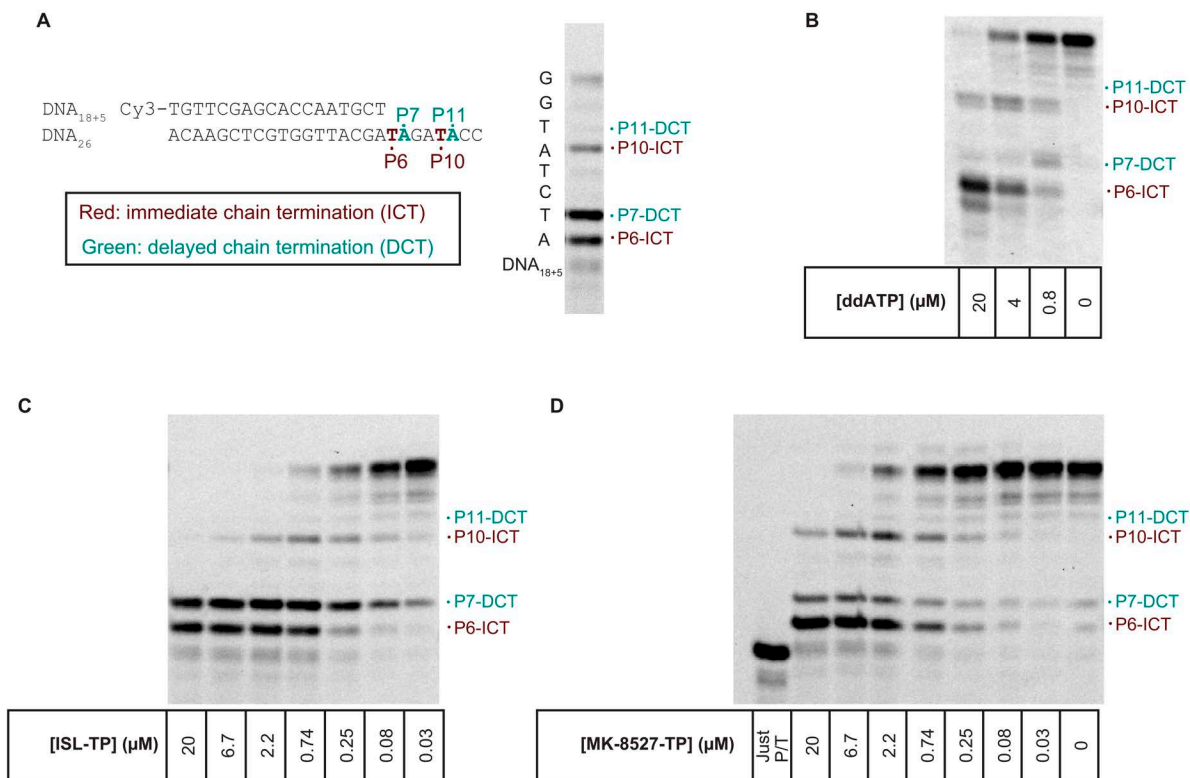 A
P7 P11
DNA18+5 Cy3-TGTTCGAGCACCAATGCT
DNA26 ACAAGCTCGTGGTTACGATAGATACC
P6 P10
Red: immediate chain termination (ICT)
Green: delayed chain termination (DCT)
G
G
T
P11-DCT
A
P10-ICT
T
C
T
P7-DCT
A
P6-ICT
DNA18+5
B
P11-DCT
P10-ICT
P7-DCT
P6-ICT
[ddATP] (µM) 20 4 0.8 0
C
P11-DCT
P10-ICT
P7-DCT
P6-ICT
[ISL-TP] (µM) 20 6.7 2.2 0.74 0.25 0.08 0.03
D
P11-DCT
P10-ICT
P7-DCT
P6-ICT
[MK-8527-TP] (µM) Just P/T 20 6.7 2.2 0.74 0.25 0.08 0.03 0